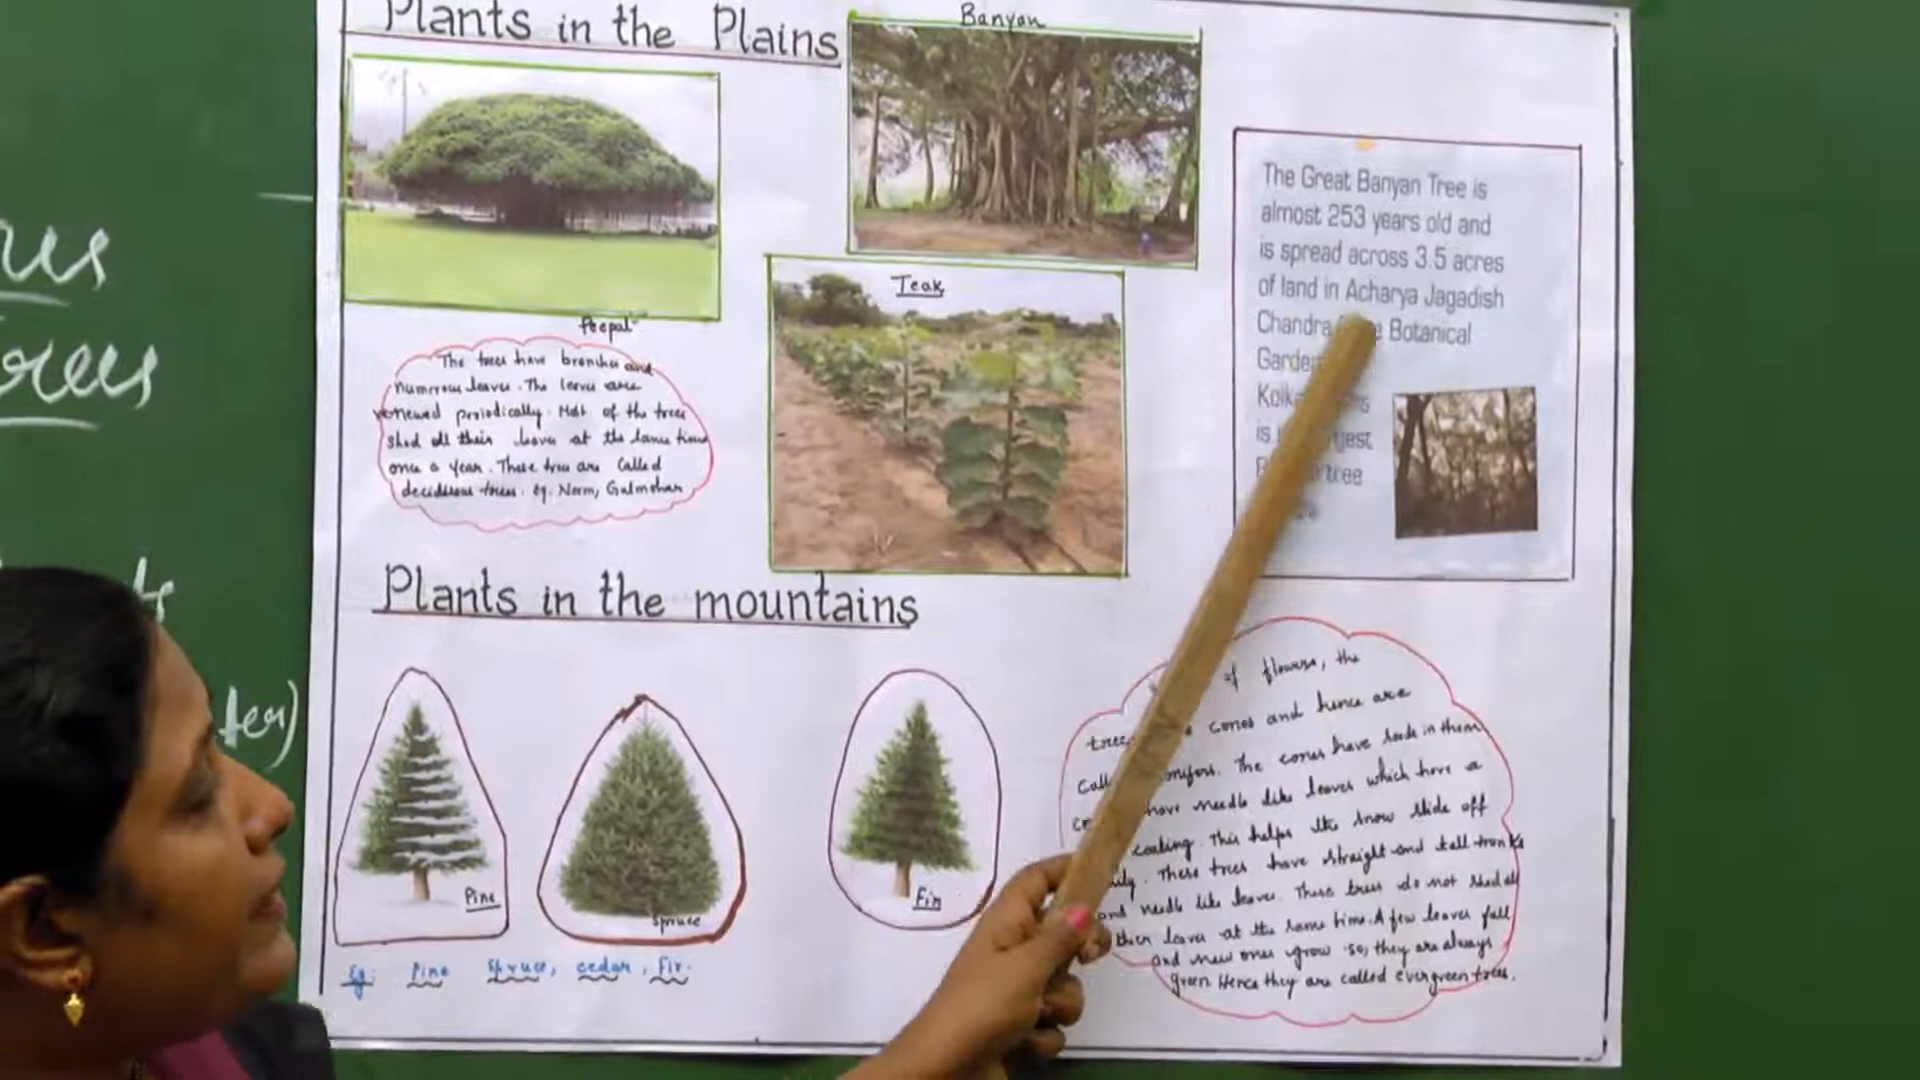 Plants in the Plains
Banyan
Peepal
Teak
The trees have branches and
numerous leaves. The leaves are
renewed periodically. Most of the trees
shed all their leaves at the same time
once a year. These tree are called
deciduous trees. eg. Neem, Gulmohar
The Great Banyan Tree is
almost 253 years old and
is spread across 3.5 acres
of land in Acharya Jagadish
Chandra Botanical
Garden
is
tree
Plants in the mountains
Pine
Spruce
Fir
Eg: Pine Spruce, cedar, Fir.
of flowers, the
trees cones and hence are
The cones have seeds in them
have needle like leaves which have a
coating. This helps the snow slide off
These trees have straight and tall trunks
and needle like leaves. These trees do not shed all
their leaves at the same time. A few leaves fall
and new ones grow so, they are always
green. Hence they are called evergreen trees.